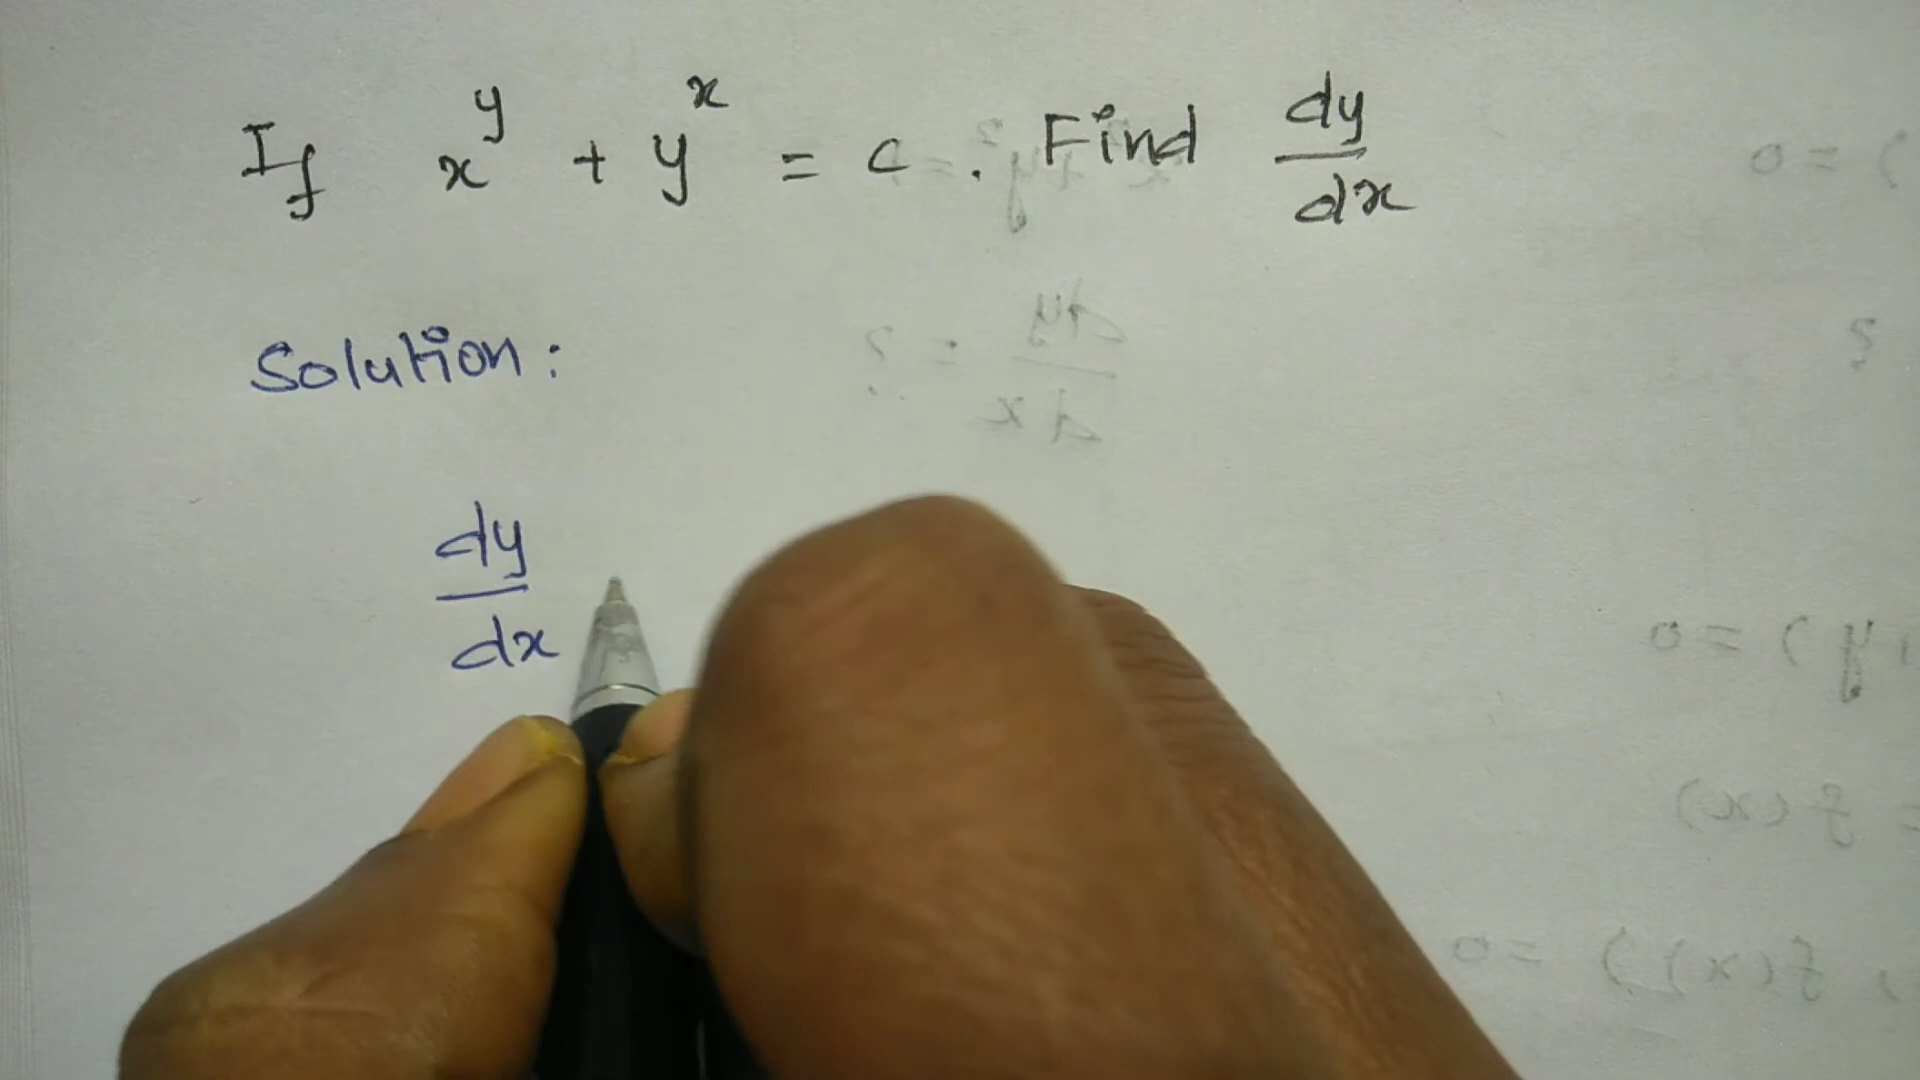 If x^y + y^x = c . Find dy/dx
Solution:
dy/dx